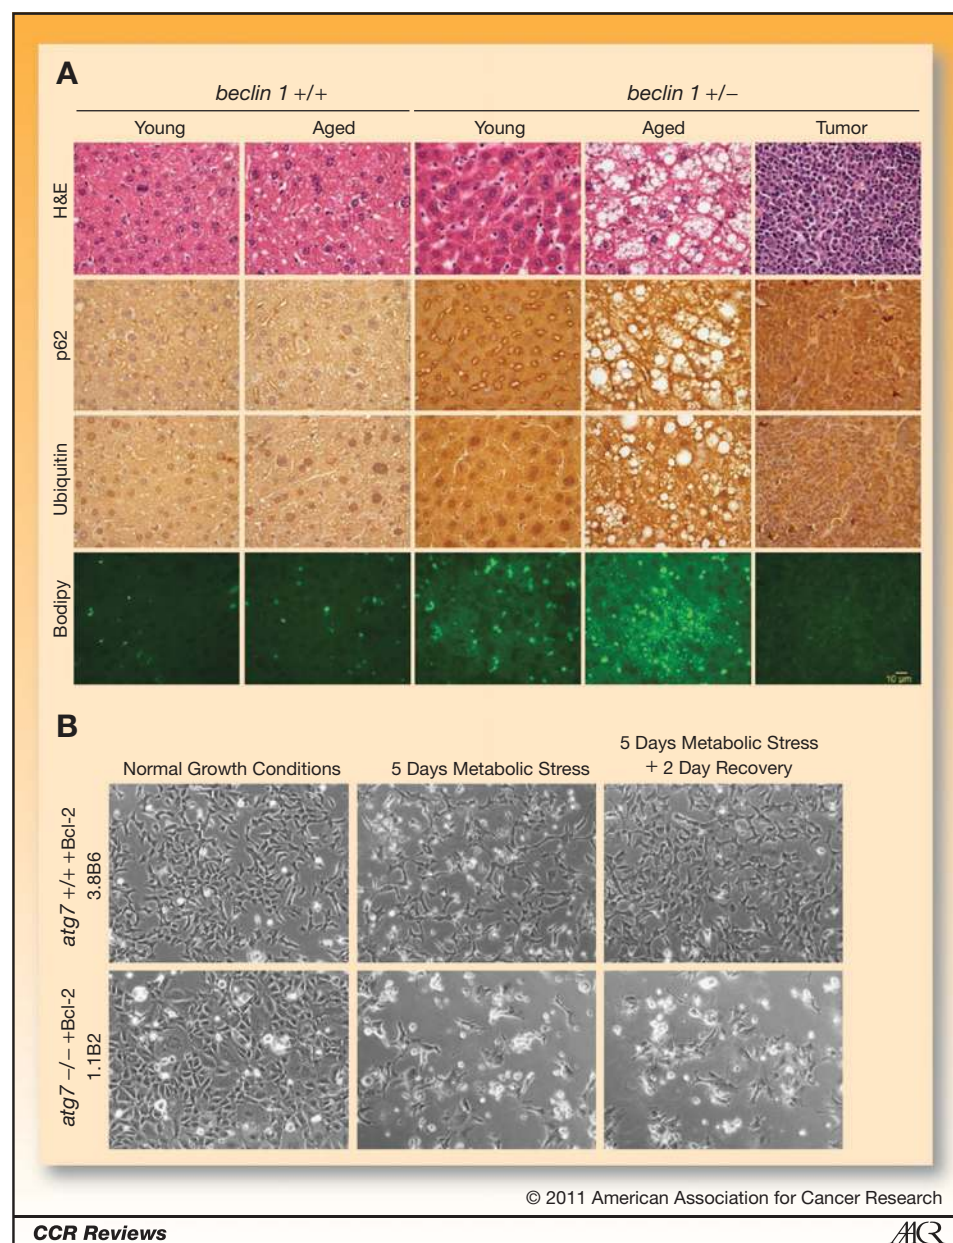 A
beclin 1 +/+
beclin 1 +/−
Young
Aged
Young
Aged
Tumor
H&E
p62
Ubiquitin
Bodipy
10 µm
B
Normal Growth Conditions
5 Days Metabolic Stress
5 Days Metabolic Stress
+ 2 Day Recovery
atg7 +/+ +Bcl-2
3.8B6
atg7 −/− +Bcl-2
1.1B2
© 2011 American Association for Cancer Research
CCR Reviews
AACR